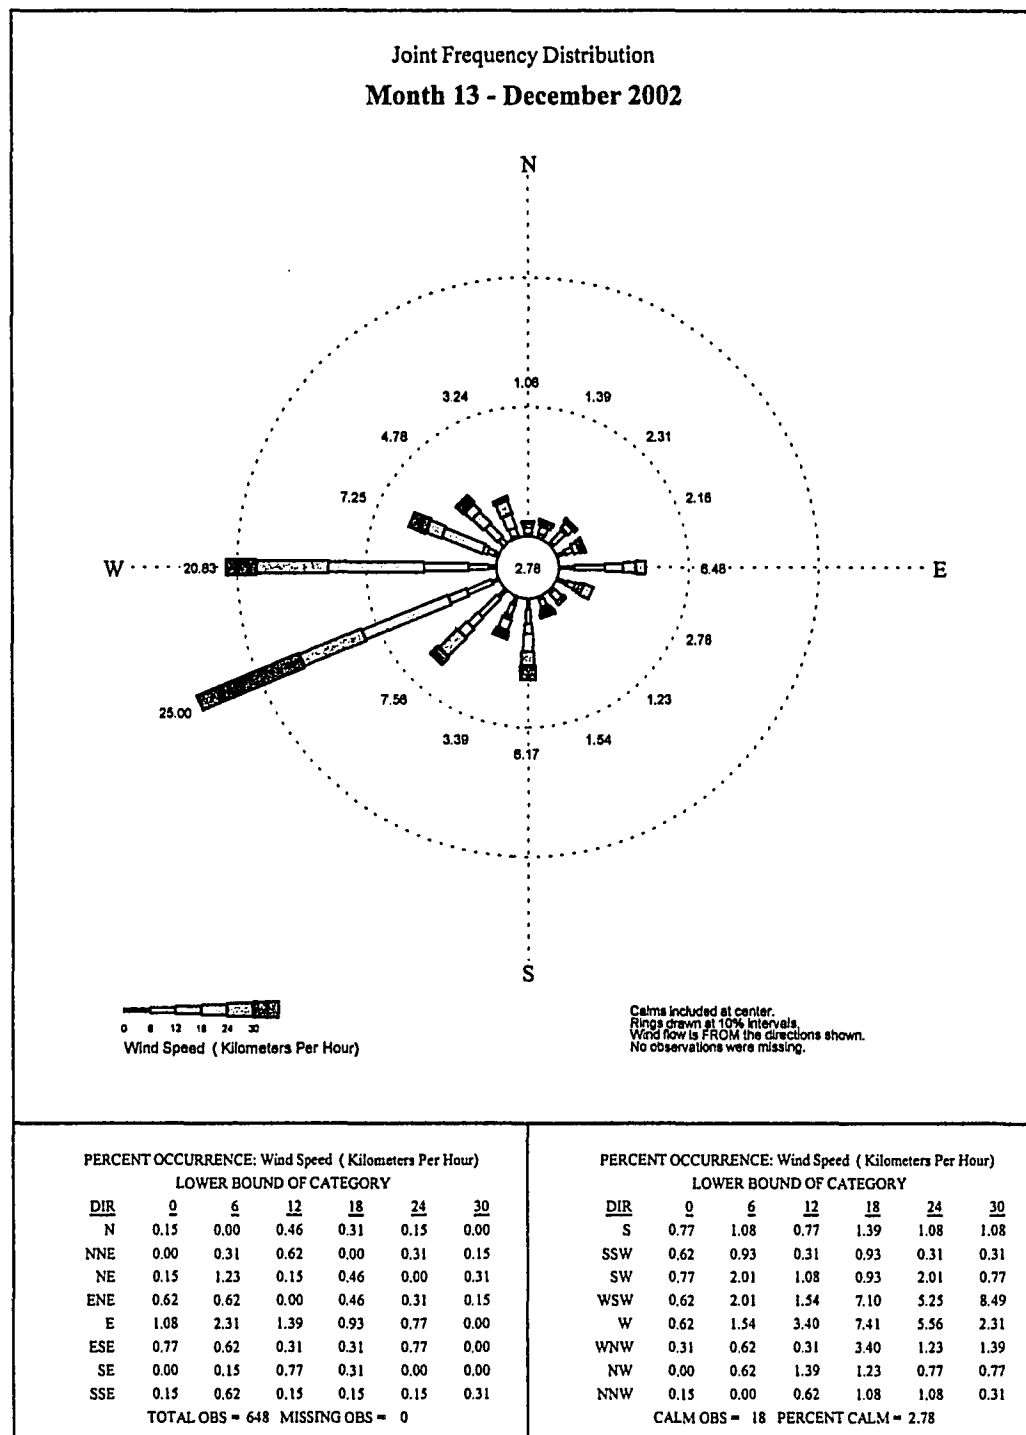 Joint Frequency Distribution
Month 13 - December 2002
N
1.08
3.24
1.39
4.78
2.31
7.25
2.16
W
20.83
2.78
6.48
E
2.78
25.00
7.56
1.23
3.39
1.54
6.17
S
0 6 12 18 24 30
Wind Speed ( Kilometers Per Hour)
Calms included at center.
Rings drawn at 10% intervals.
Wind flow is FROM the directions shown.
No observations were missing.
PERCENT OCCURRENCE: Wind Speed ( Kilometers Per Hour)
LOWER BOUND OF CATEGORY
DIR 0 6 12 18 24 30
N 0.15 0.00 0.46 0.31 0.15 0.00
NNE 0.00 0.31 0.62 0.00 0.31 0.15
NE 0.15 1.23 0.15 0.46 0.00 0.31
ENE 0.62 0.62 0.00 0.46 0.31 0.15
E 1.08 2.31 1.39 0.93 0.77 0.00
ESE 0.77 0.62 0.31 0.31 0.77 0.00
SE 0.00 0.15 0.77 0.31 0.00 0.00
SSE 0.15 0.62 0.15 0.15 0.15 0.31
TOTAL OBS = 648 MISSING OBS = 0
PERCENT OCCURRENCE: Wind Speed ( Kilometers Per Hour)
LOWER BOUND OF CATEGORY
DIR 0 6 12 18 24 30
S 0.77 1.08 0.77 1.39 1.08 1.08
SSW 0.62 0.93 0.31 0.93 0.31 0.31
SW 0.77 2.01 1.08 0.93 2.01 0.77
WSW 0.62 2.01 1.54 7.10 5.25 8.49
W 0.62 1.54 3.40 7.41 5.56 2.31
WNW 0.31 0.62 0.31 3.40 1.23 1.39
NW 0.00 0.62 1.39 1.23 0.77 0.77
NNW 0.15 0.00 0.62 1.08 1.08 0.31
CALM OBS = 18 PERCENT CALM = 2.78